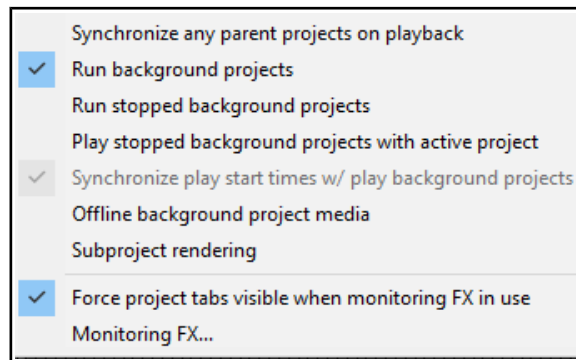 Synchronize any parent projects on playback
Run background projects
Run stopped background projects
Play stopped background projects with active project
Synchronize play start times w/ play background projects
Offline background project media
Subproject rendering
Force project tabs visible when monitoring FX in use
Monitoring FX...